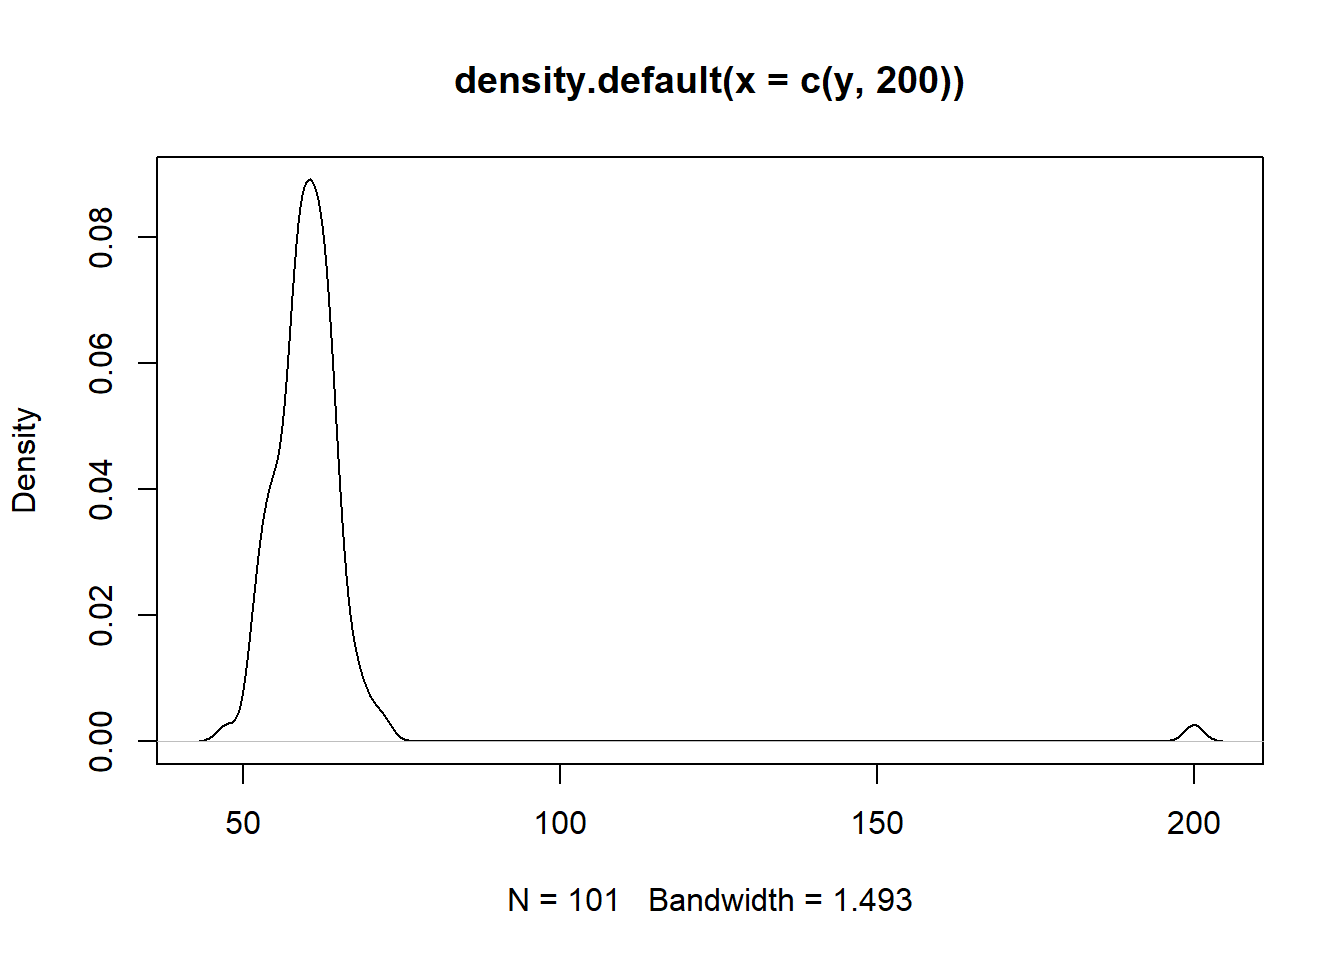 density.default(x = c(y, 200))
Density
0.08
0.06
0.04
0.02
0.00
50 100 150 200
N = 101 Bandwidth = 1.493